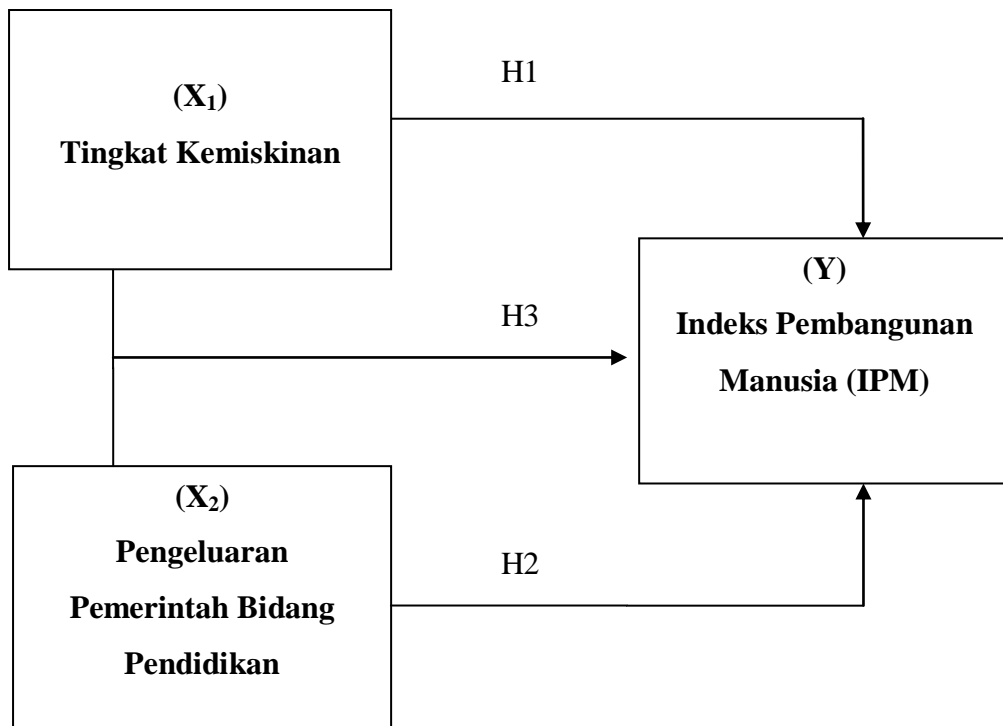 H1
(X₁)
Tingkat Kemiskinan
(Y)
Indeks Pembangunan
Manusia (IPM)
H3
(X₂)
Pengeluaran
Pemerintah Bidang
Pendidikan
H2